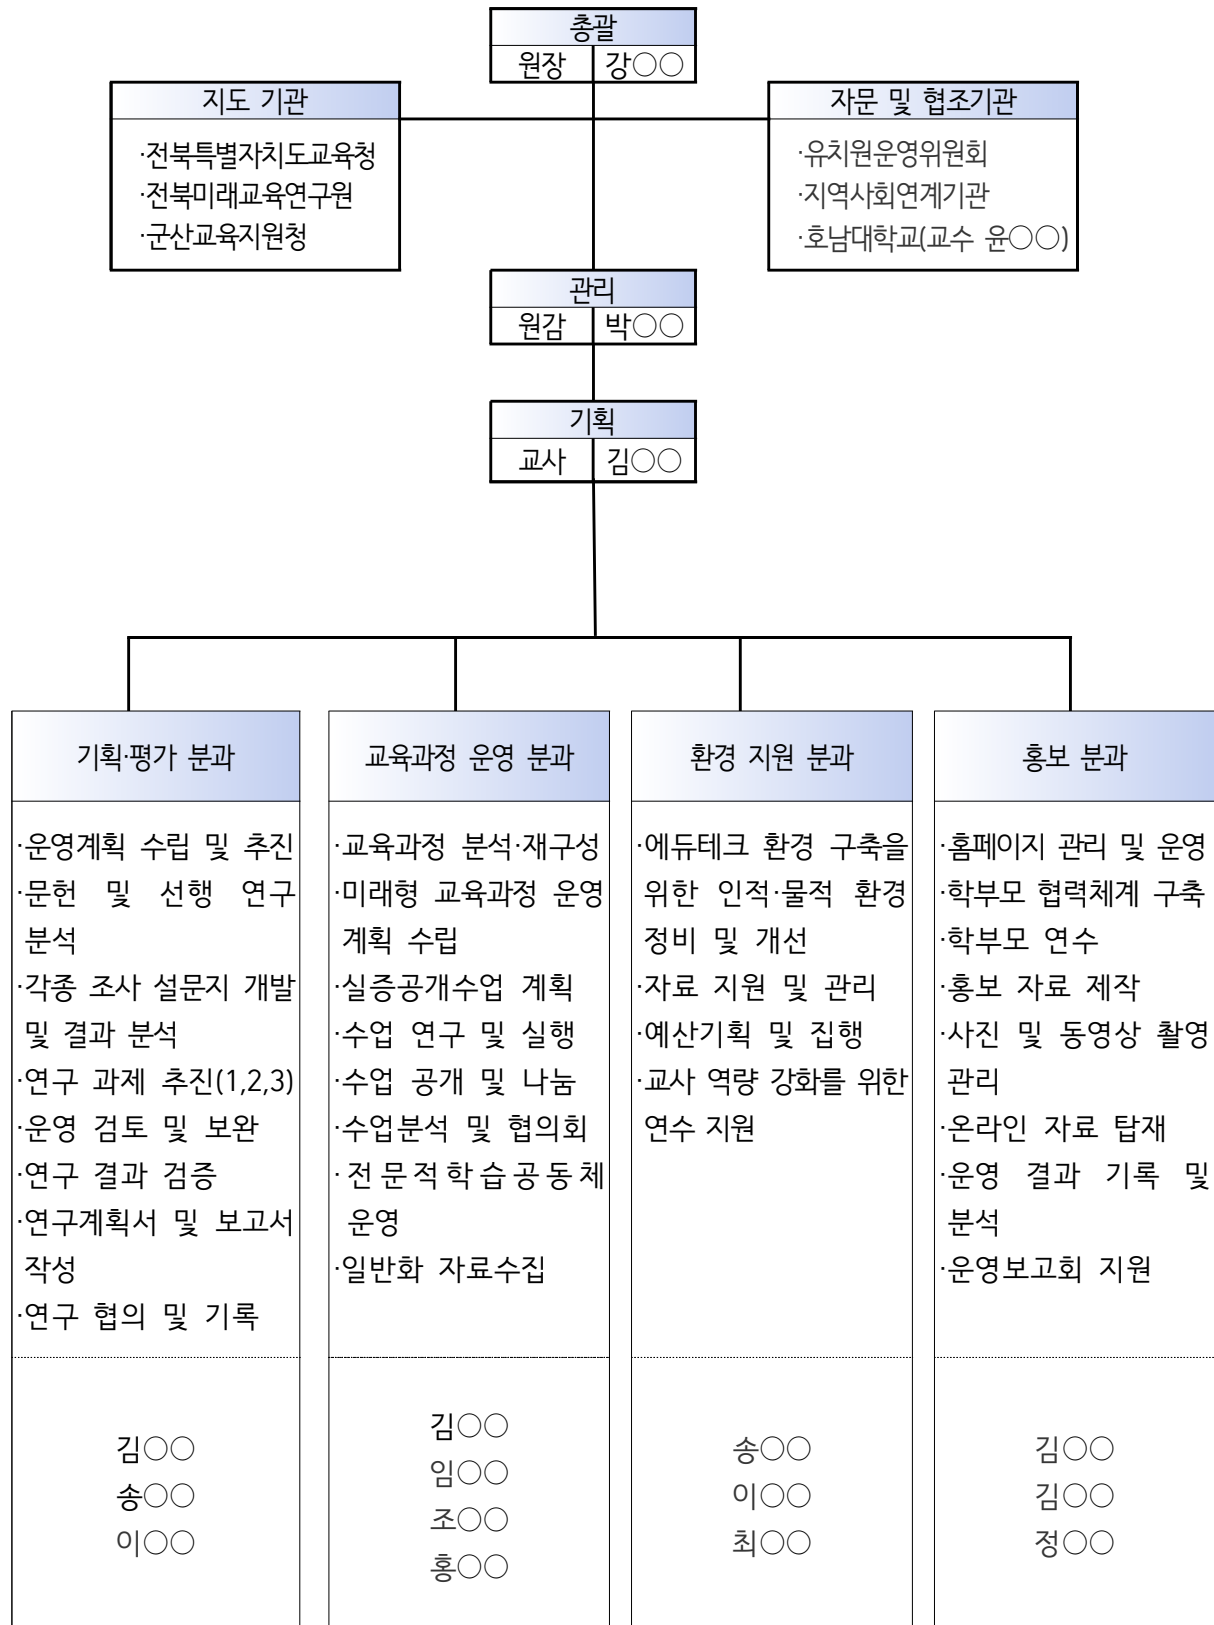 총괄
원장 강○○
지도 기관
·전북특별자치도교육청
·전북미래교육연구원
·군산교육지원청
자문 및 협조기관
·유치원운영위원회
·지역사회연계기관
·호남대학교(교수 윤○○)
관리
원감 박○○
기획
교사 김○○
기획·평가 분과
·운영계획 수립 및 추진
·문헌 및 선행 연구
분석
·각종 조사 설문지 개발
및 결과 분석
·연구 과제 추진(1,2,3)
·운영 검토 및 보완
·연구 결과 검증
·연구계획서 및 보고서
작성
·연구 협의 및 기록
김○○
송○○
이○○
교육과정 운영 분과
·교육과정 분석·재구성
·미래형 교육과정 운영
계획 수립
·실증공개수업 계획
·수업 연구 및 실행
·수업 공개 및 나눔
·수업분석 및 협의회
·전문적학습공동체
운영
·일반화 자료수집
김○○
임○○
조○○
홍○○
환경 지원 분과
·에듀테크 환경 구축을
위한 인적·물적 환경
정비 및 개선
·자료 지원 및 관리
·예산기획 및 집행
·교사 역량 강화를 위한
연수 지원
송○○
이○○
최○○
홍보 분과
·홈페이지 관리 및 운영
·학부모 협력체계 구축
·학부모 연수
·홍보 자료 제작
·사진 및 동영상 촬영
관리
·온라인 자료 탑재
·운영 결과 기록 및
분석
·운영보고회 지원
김○○
김○○
정○○